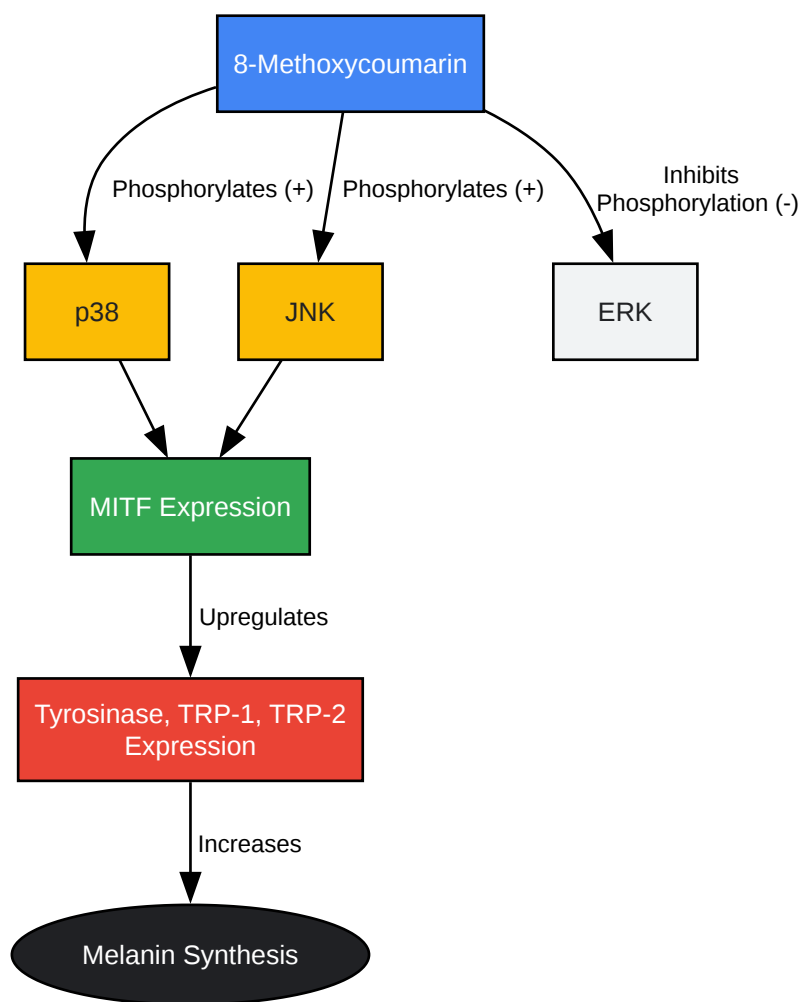 8-Methoxycoumarin
Phosphorylates (+)
Phosphorylates (+)
Inhibits
Phosphorylation (-)
p38
JNK
ERK
MITF Expression
Upregulates
Tyrosinase, TRP-1, TRP-2
Expression
Increases
Melanin Synthesis